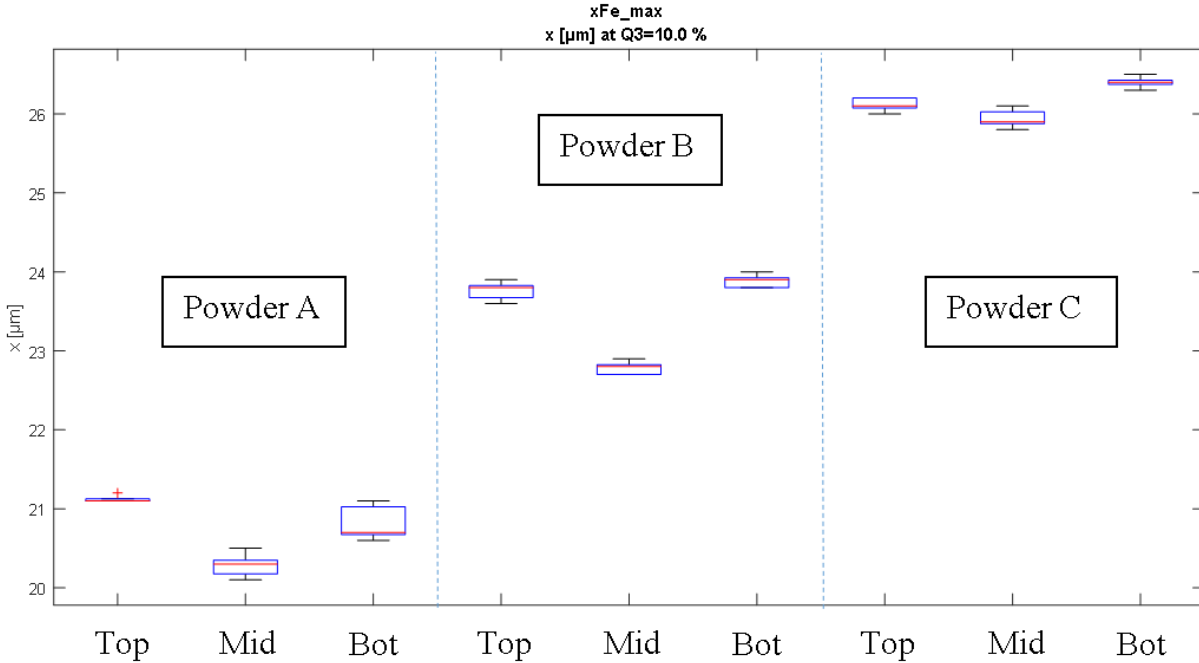 xFe_max
x [µm] at Q3=10.0 %
x [µm]
26
25
24
23
22
21
20
Powder A
Powder B
Powder C
Top Mid Bot Top Mid Bot Top Mid Bot